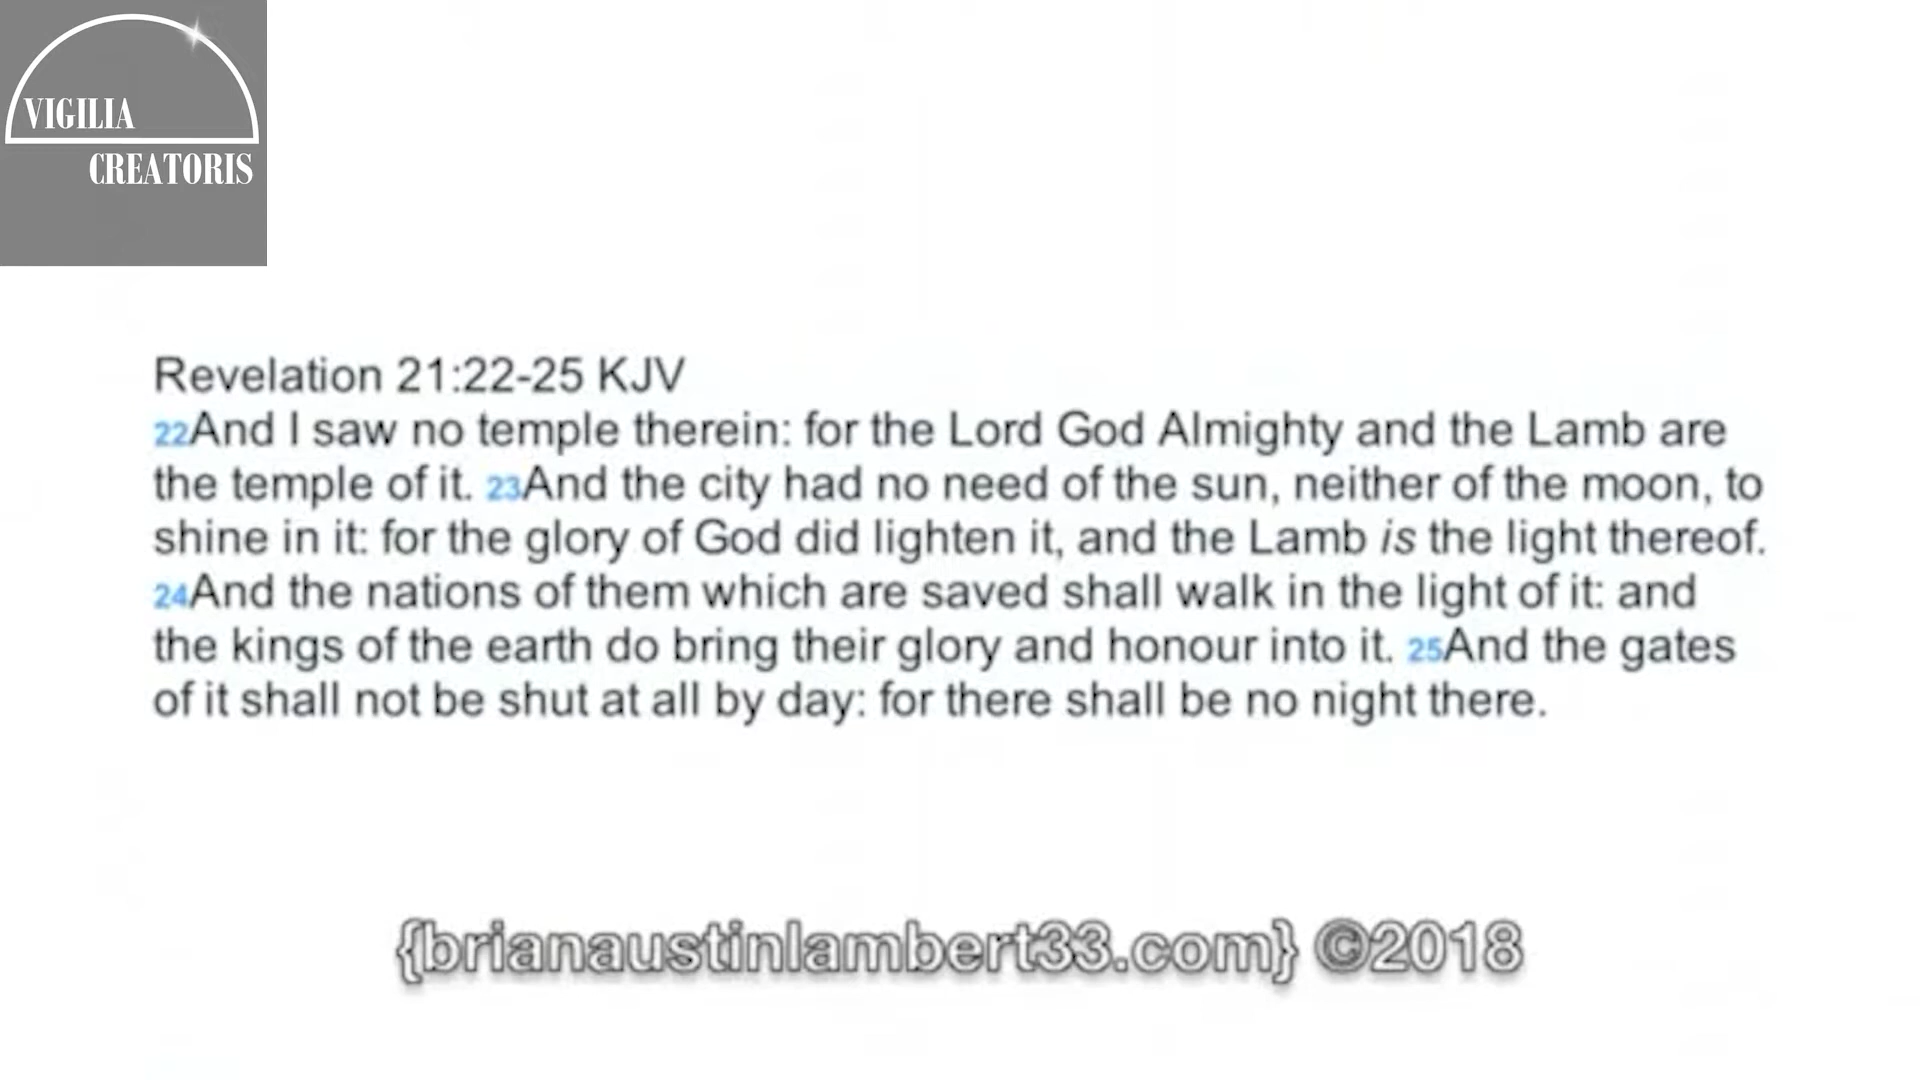 VIGILIA
CREATORIS
Revelation 21:22-25 KJV
22And I saw no temple therein: for the Lord God Almighty and the Lamb are
the temple of it. 23And the city had no need of the sun, neither of the moon, to
shine in it: for the glory of God did lighten it, and the Lamb is the light thereof.
24And the nations of them which are saved shall walk in the light of it: and
the kings of the earth do bring their glory and honour into it. 25And the gates
of it shall not be shut at all by day: for there shall be no night there.
{brianaustinlambert33.com} ©2018